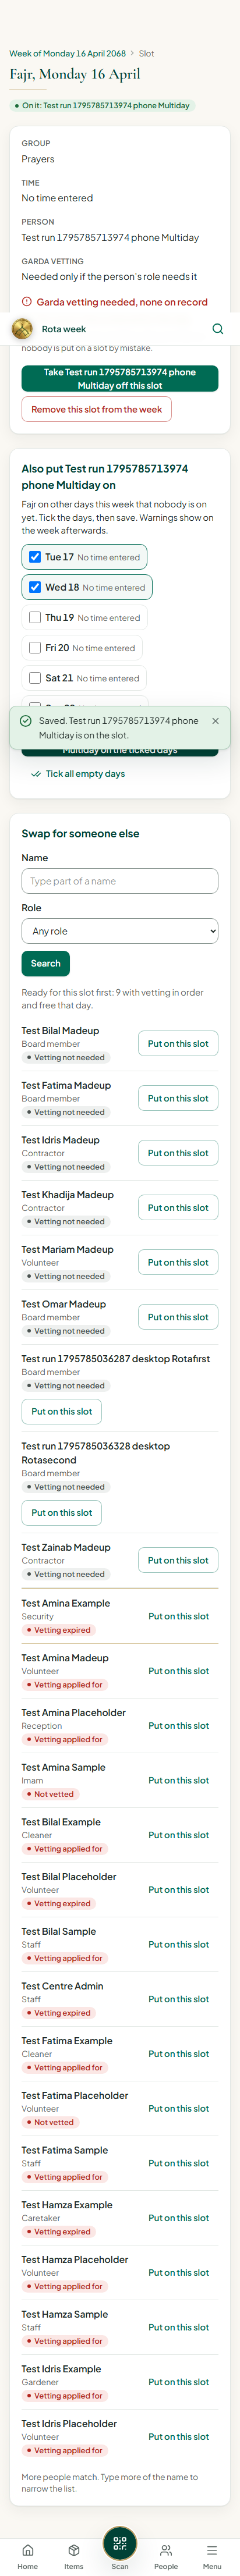 Week of Monday 16 April 2068 > Slot
Fajr, Monday 16 April
On it: Test run 1795785713974 phone Multiday
GROUP
Prayers
TIME
No time entered
PERSON
Test run 1795785713974 phone Multiday
GARDA VETTING
Needed only if the person's role needs it
Garda vetting needed, none on record
Rota week
nobody is put on a slot by mistake.
Take Test run 1795785713974 phone
Multiday off this slot
Remove this slot from the week
Also put Test run 1795785713974
phone Multiday on
Fajr on other days this week that nobody is on
yet. Tick the days, then save. Warnings show on
the week afterwards.
Tue 17 No time entered
Wed 18 No time entered
Thu 19 No time entered
Fri 20 No time entered
Sat 21 No time entered
Saved. Test run 1795785713974 phone
Multiday is on the slot.
Multiday on the ticked days
Tick all empty days
Swap for someone else
Name
Type part of a name
Role
Any role
Search
Ready for this slot first: 9 with vetting in order
and free that day.
Test Bilal Madeup
Board member
Vetting not needed
Put on this slot
Test Fatima Madeup
Board member
Vetting not needed
Put on this slot
Test Idris Madeup
Contractor
Vetting not needed
Put on this slot
Test Khadija Madeup
Contractor
Vetting not needed
Put on this slot
Test Mariam Madeup
Volunteer
Vetting not needed
Put on this slot
Test Omar Madeup
Board member
Vetting not needed
Put on this slot
Test run 1795785036287 desktop Rotafirst
Board member
Vetting not needed
Put on this slot
Test run 1795785036328 desktop
Rotasecond
Board member
Vetting not needed
Put on this slot
Test Zainab Madeup
Contractor
Vetting not needed
Put on this slot
Test Amina Example
Security
Vetting expired
Put on this slot
Test Amina Madeup
Volunteer
Vetting applied for
Put on this slot
Test Amina Placeholder
Reception
Vetting applied for
Put on this slot
Test Amina Sample
Imam
Not vetted
Put on this slot
Test Bilal Example
Cleaner
Vetting applied for
Put on this slot
Test Bilal Placeholder
Volunteer
Vetting expired
Put on this slot
Test Bilal Sample
Staff
Vetting applied for
Put on this slot
Test Centre Admin
Staff
Vetting expired
Put on this slot
Test Fatima Example
Cleaner
Vetting applied for
Put on this slot
Test Fatima Placeholder
Volunteer
Not vetted
Put on this slot
Test Fatima Sample
Staff
Vetting applied for
Put on this slot
Test Hamza Example
Caretaker
Vetting expired
Put on this slot
Test Hamza Placeholder
Volunteer
Vetting applied for
Put on this slot
Test Hamza Sample
Staff
Vetting applied for
Put on this slot
Test Idris Example
Gardener
Vetting applied for
Put on this slot
Test Idris Placeholder
Volunteer
Vetting applied for
Put on this slot
More people match. Type more of the name to
narrow the list.
Home
Items
Scan
People
Menu